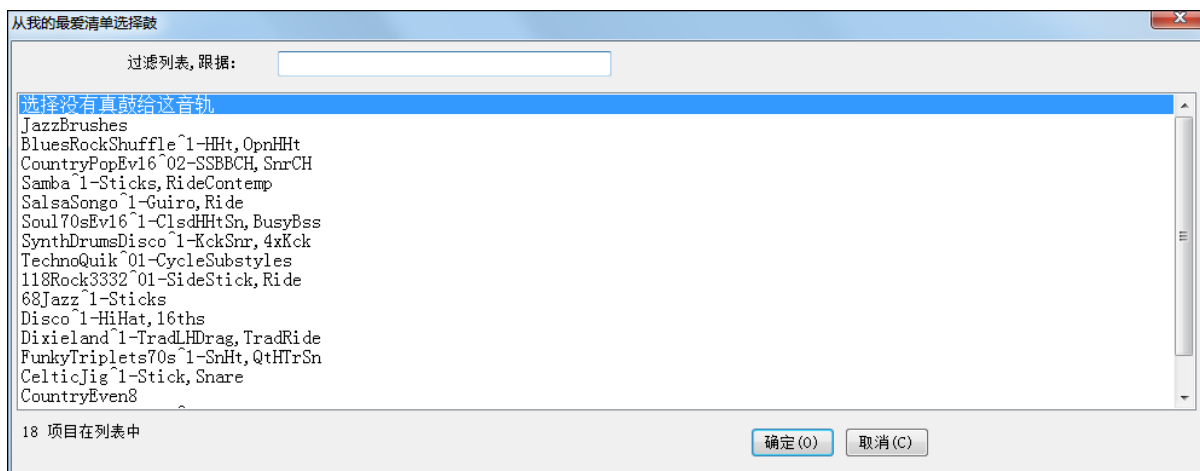 从我的最爱清单选择鼓
过滤列表,跟据:
选择没有真鼓给这音轨
JazzBrushes
BluesRockShuffle^1-HHt,OpnHHt
CountryPopEv16^02-SSBBCH,SnrCH
Samba^1-Sticks,RideContemp
SalsaSongo^1-Guiro,Ride
Soul70sEv16^1-ClsdHHtSn,BusyBss
SynthDrumsDisco^1-KckSnr,4xKck
TechnoQuik^01-CycleSubstyles
118Rock3332^01-SideStick,Ride
68Jazz^1-Sticks
Disco^1-HiHat,16ths
Dixieland^1-TradLHDrag,TradRide
FunkyTriplets70s^1-SnHt,QtHTrSn
CelticJig^1-Stick,Snare
CountryEven8
18 项目在列表中
确定(O) 取消(C)